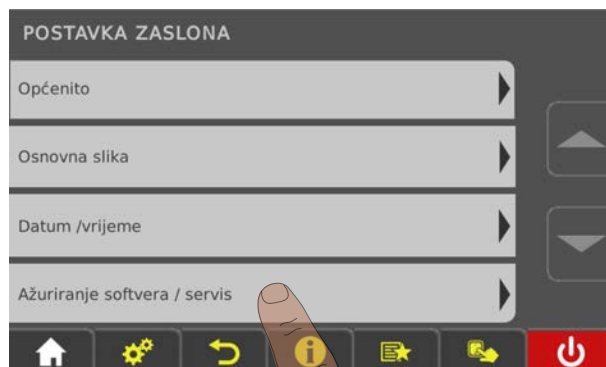 POSTAVKA ZASLONA
Općenito
Osnovna slika
Datum /vrijeme
Ažuriranje softvera / servis